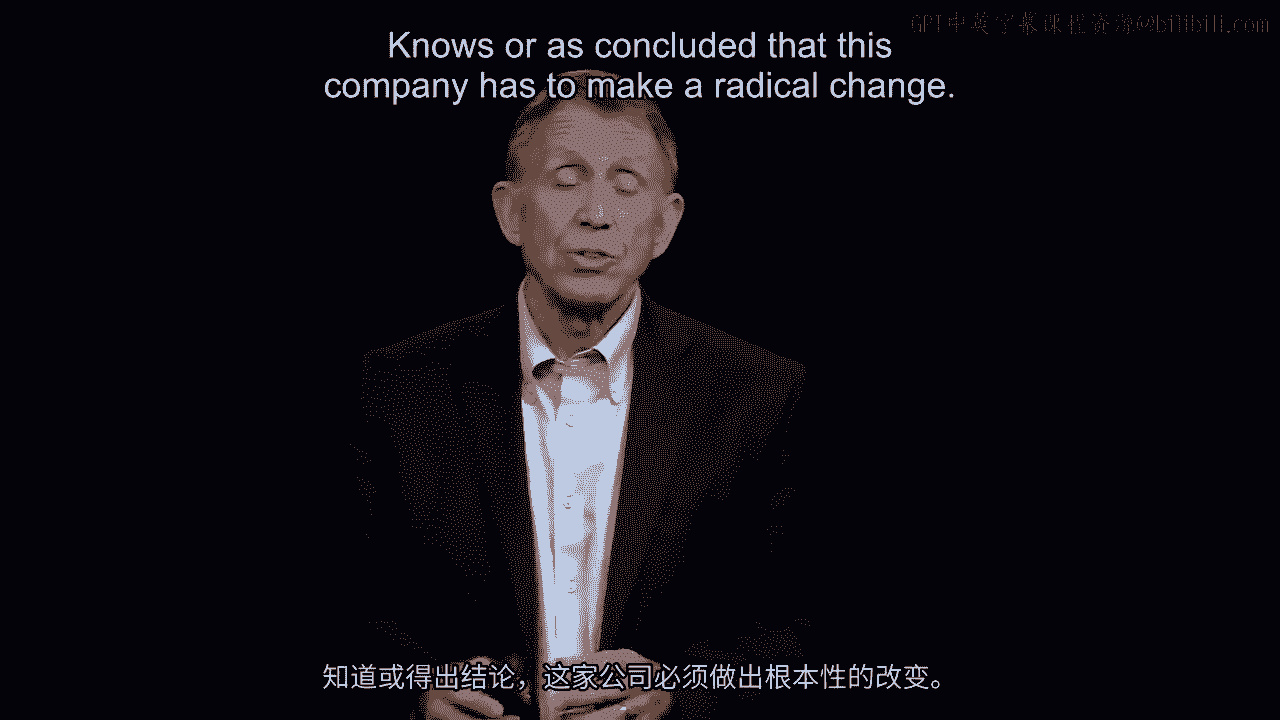 GPT中英字幕课程资源@bilibili.com
Knows or as concluded that this
company has to make a radical change.
知道或得出结论，这家公司必须做出根本性的改变。